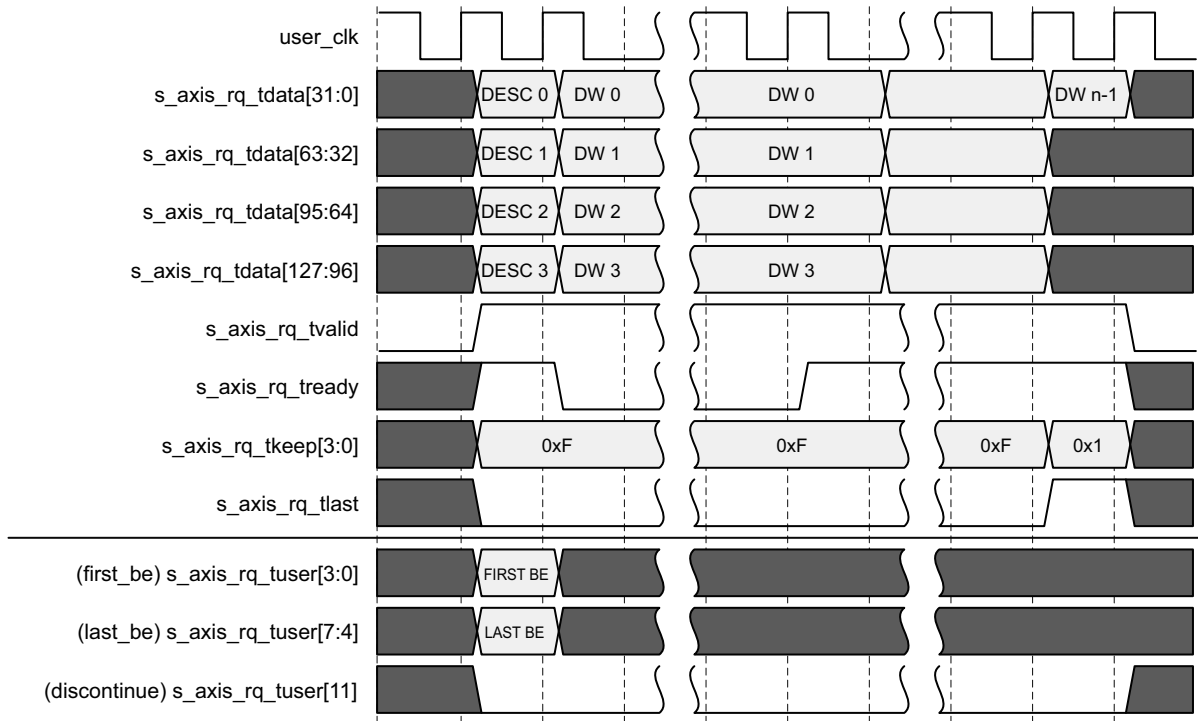 user_clk
s_axis_rq_tdata[31:0] DESC 0 DW 0 DW 0 DW n-1
s_axis_rq_tdata[63:32] DESC 1 DW 1 DW 1
s_axis_rq_tdata[95:64] DESC 2 DW 2 DW 2
s_axis_rq_tdata[127:96] DESC 3 DW 3 DW 3
s_axis_rq_tvalid
s_axis_rq_tready
s_axis_rq_tkeep[3:0] 0xF 0xF 0xF 0x1
s_axis_rq_tlast
(first_be) s_axis_rq_tuser[3:0] FIRST BE
(last_be) s_axis_rq_tuser[7:4] LAST BE
(discontinue) s_axis_rq_tuser[11]